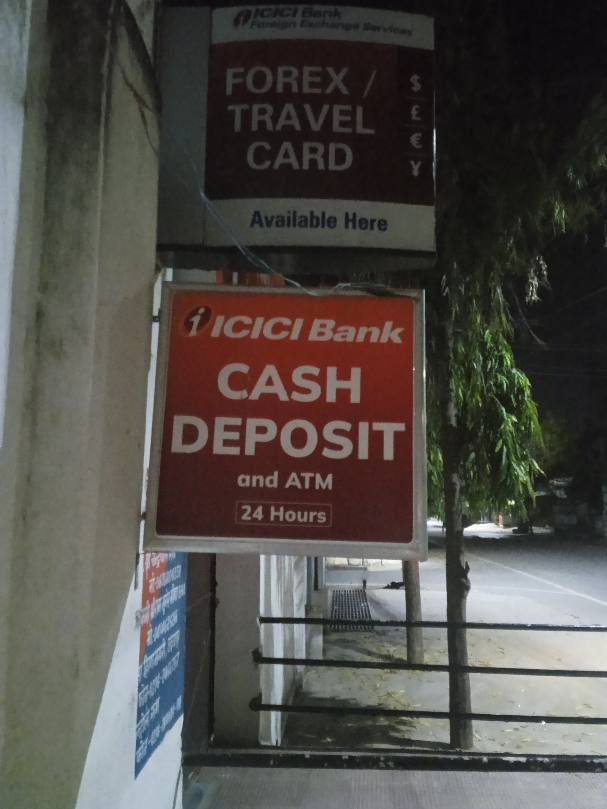 ICICI Bank
Foreign Exchange Services
FOREX /
TRAVEL
CARD
$
£
€
¥
Available Here
ICICI Bank
CASH
DEPOSIT
and ATM
24 Hours